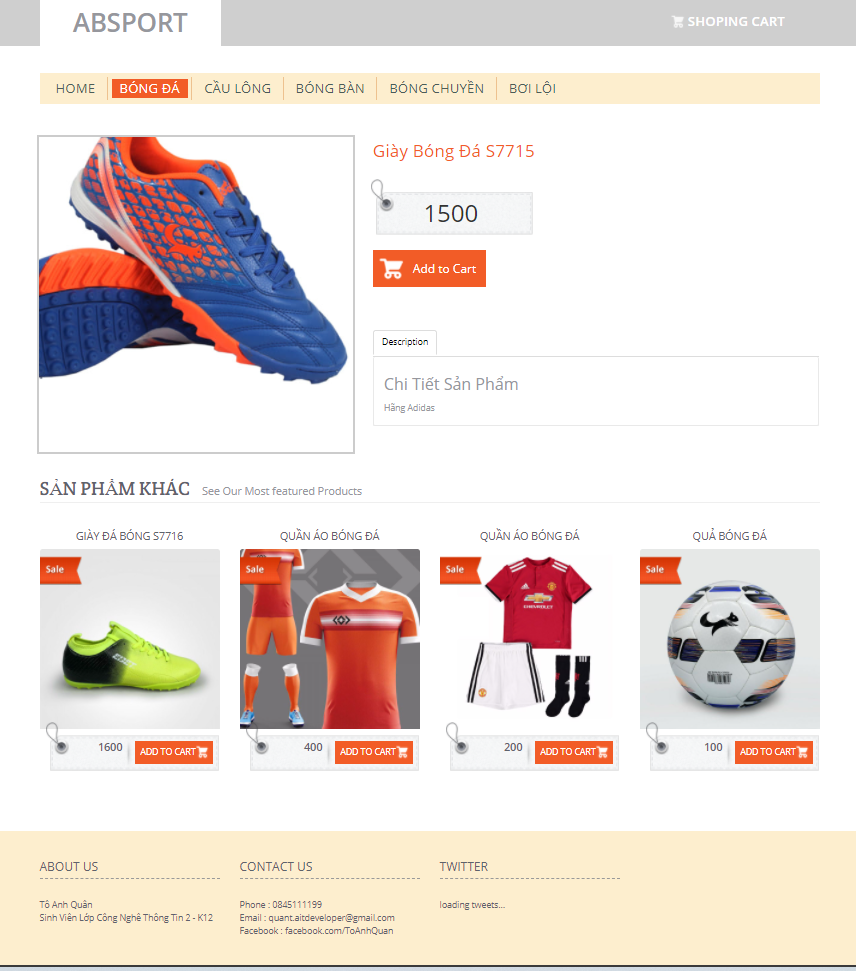 ABSPORT
SHOPING CART
HOME BÓNG ĐÁ CẦU LÔNG BÓNG BÀN BÓNG CHUYỀN BƠI LỘI
Giày Bóng Đá S7715
1500
Add to Cart
Description
Chi Tiết Sản Phẩm
Hãng Adidas
SẢN PHẨM KHÁC See Our Most featured Products
GIÀY ĐÁ BÓNG S7716 QUẦN ÁO BÓNG ĐÁ QUẦN ÁO BÓNG ĐÁ QUẢ BÓNG ĐÁ
Sale Sale Sale Sale
CHEVROLET
1600 ADD TO CART 400 ADD TO CART 200 ADD TO CART 100 ADD TO CART
ABOUT US CONTACT US TWITTER
Tô Anh Quân Phone : 0845111199 loading tweets...
Sinh Viên Lớp Công Nghê Thông Tin 2 - K12 Email : quant.aitdeveloper@gmail.com
Facebook : facebook.com/ToAnhQuan